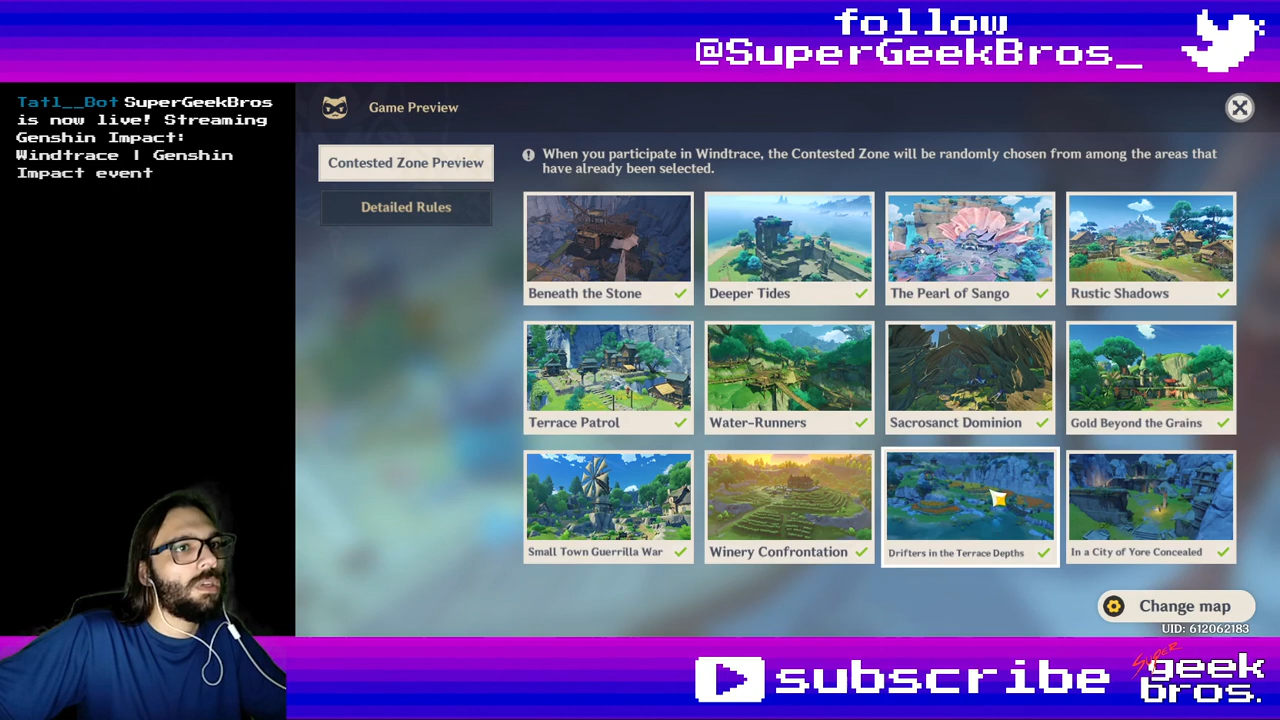 follow
@SuperGeekBros_
Tatl__Bot SuperGeekBros
is now live! Streaming
Genshin Impact:
Windtrace | Genshin
Impact event
Game Preview
Contested Zone Preview
Detailed Rules
When you participate in Windtrace, the Contested Zone will be randomly chosen from among the areas that
have already been selected.
Beneath the Stone
Deeper Tides
The Pearl of Sango
Rustic Shadows
Terrace Patrol
Water-Runners
Sacrosanct Dominion
Gold Beyond the Grains
Small Town Guerrilla War
Winery Confrontation
Drifters in the Terrace Depths
In a City of Yore Concealed
Change map
UID: 612062183
subscribe
SUPER
geek
bros.